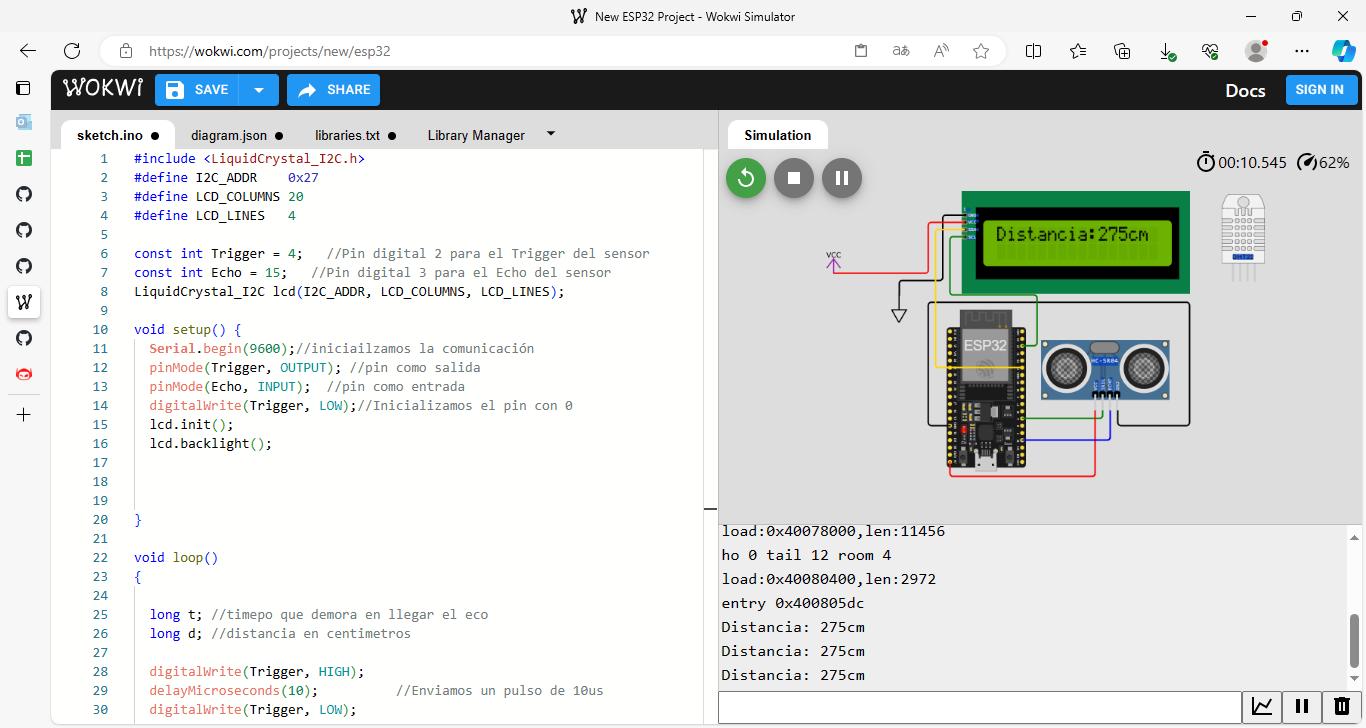 New ESP32 Project - Wokwi Simulator
https://wokwi.com/projects/new/esp32
WOKWI
SAVE
SHARE
Docs
SIGN IN
sketch.ino
diagram.json
libraries.txt
Library Manager
1 #include <LiquidCrystal_I2C.h>
2 #define I2C_ADDR    0x27
3 #define LCD_COLUMNS 20
4 #define LCD_LINES   4
5
6 const int Trigger = 4;   //Pin digital 2 para el Trigger del sensor
7 const int Echo = 15;   //Pin digital 3 para el Echo del sensor
8 LiquidCrystal_I2C lcd(I2C_ADDR, LCD_COLUMNS, LCD_LINES);
9
10 void setup() {
11   Serial.begin(9600);//iniciailzamos la comunicación
12   pinMode(Trigger, OUTPUT); //pin como salida
13   pinMode(Echo, INPUT);  //pin como entrada
14   digitalWrite(Trigger, LOW);//Inicializamos el pin con 0
15   lcd.init();
16   lcd.backlight();
17
18
19
20 }
21
22 void loop()
23 {
24
25   long t; //timepo que demora en llegar el eco
26   long d; //distancia en centimetros
27
28   digitalWrite(Trigger, HIGH);
29   delayMicroseconds(10);          //Enviamos un pulso de 10us
30   digitalWrite(Trigger, LOW);
Simulation
00:10.545
62%
Distancia:275cm
VCC
ESP32
HC-SR04
DHT22
load:0x40078000,len:11456
ho 0 tail 12 room 4
load:0x40080400,len:2972
entry 0x400805dc
Distancia: 275cm
Distancia: 275cm
Distancia: 275cm